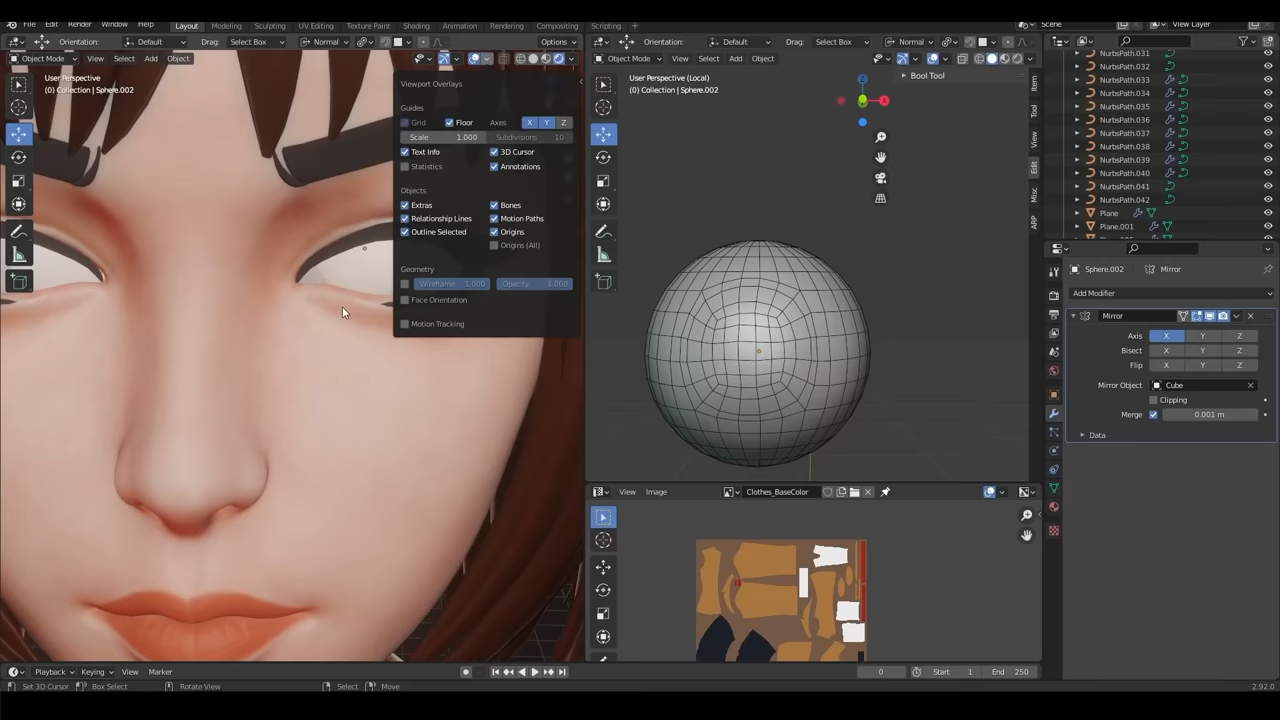 File Edit Render Window Help Layout Modeling Sculpting UV Editing Texture Paint Shading Animation Rendering Compositing Scripting + Scene View Layer
Orientation: Default Drag: Select Box Normal Options
Object Mode View Select Add Object
User Perspective
(0) Collection | Sphere.002
Viewport Overlays
Guides
Grid Floor Axes X Y Z
Scale 1.000 Subdivisions 10
Text Info 3D Cursor
Statistics Annotations
Objects
Extras Bones
Relationship Lines Motion Paths
Outline Selected Origins
Origins (All)
Geometry
Wireframe 1.000 Opacity 1.000
Face Orientation
Motion Tracking
Orientation: Default Drag: Select Box Normal
Object Mode View Select Add Object
User Perspective (Local)
(0) Collection | Sphere.002
Bool Tool
Z
X
Item
Tool
View
Edit
Misc
ARP
View Image Clothes_BaseColor
NurbsPath.031
NurbsPath.032
NurbsPath.033
NurbsPath.034
NurbsPath.035
NurbsPath.036
NurbsPath.037
NurbsPath.038
NurbsPath.039
NurbsPath.040
NurbsPath.041
NurbsPath.042
Plane
Plane.001
Sphere.002 Mirror
Add Modifier
Mirror
Axis X Y Z
Bisect X Y Z
Flip X Y Z
Mirror Object Cube
Clipping
Merge 0.001 m
Data
Playback Keying View Marker 0 Start 1 End 250
Set 3D Cursor Box Select Rotate View Select Move 2.92.0